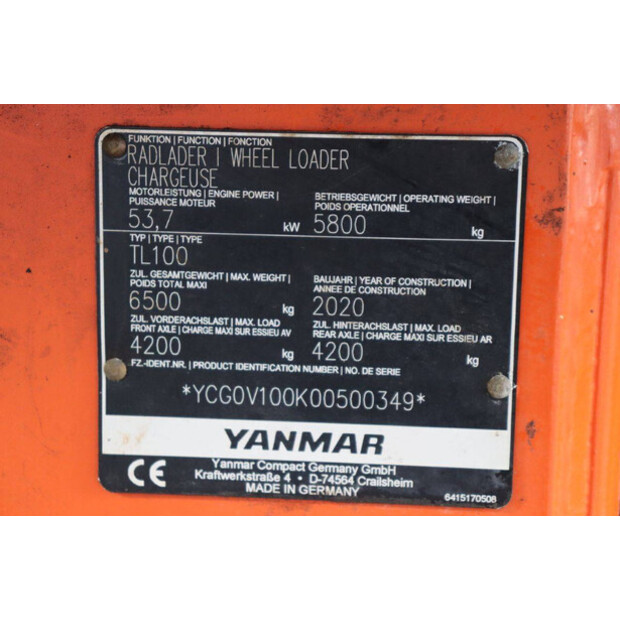 FUNKTION | FUNCTION | FONCTION
RADLADER | WHEEL LOADER
CHARGEUSE
MOTORLEISTUNG | ENGINE POWER |
PUISSANCE MOTEUR
53,7 kW
BETRIEBSGEWICHT | OPERATING WEIGHT |
POIDS OPERATIONNEL
5800 kg
TYP | TYPE | TYPE
TL100
ZUL. GESAMTGEWICHT | MAX. WEIGHT |
POIDS TOTAL MAXI
6500 kg
BAUJAHR | YEAR OF CONSTRUCTION |
ANNEE DE CONSTRUCTION
2020
ZUL. VORDERACHSLAST | MAX. LOAD
FRONT AXLE | CHARGE MAXI SUR ESSIEU AV
4200 kg
ZUL. HINTERACHSLAST | MAX. LOAD
REAR AXLE | CHARGE MAXI SUR ESSIEU AR
4200 kg
FZ.-IDENT.NR. | PRODUCT IDENTIFICATION NUMBER | NO. DE SERIE
*YCG0V100K00500349*
YANMAR
CE
Yanmar Compact Germany GmbH
Kraftwerkstraße 4 • D-74564 Crailsheim
MADE IN GERMANY
6415170508